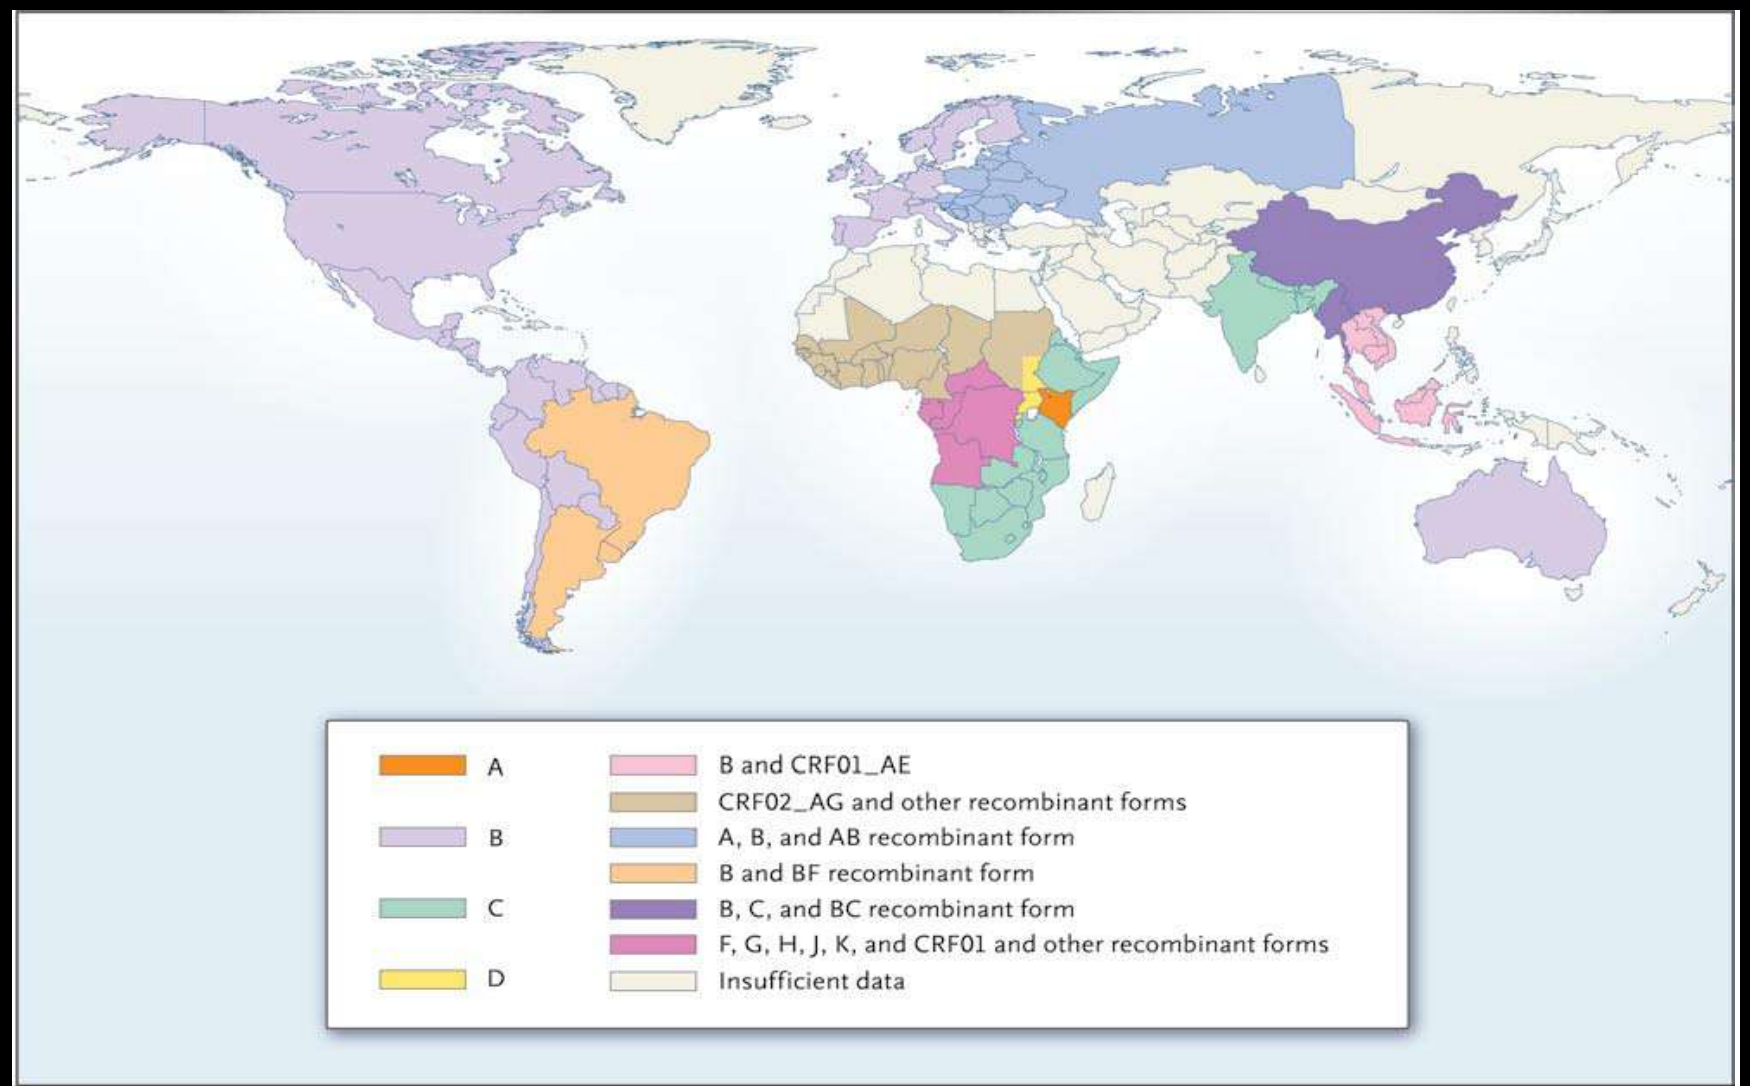 A
B
C
D
B and CRF01_AE
CRF02_AG and other recombinant forms
A, B, and AB recombinant form
B and BF recombinant form
B, C, and BC recombinant form
F, G, H, J, K, and CRF01 and other recombinant forms
Insufficient data